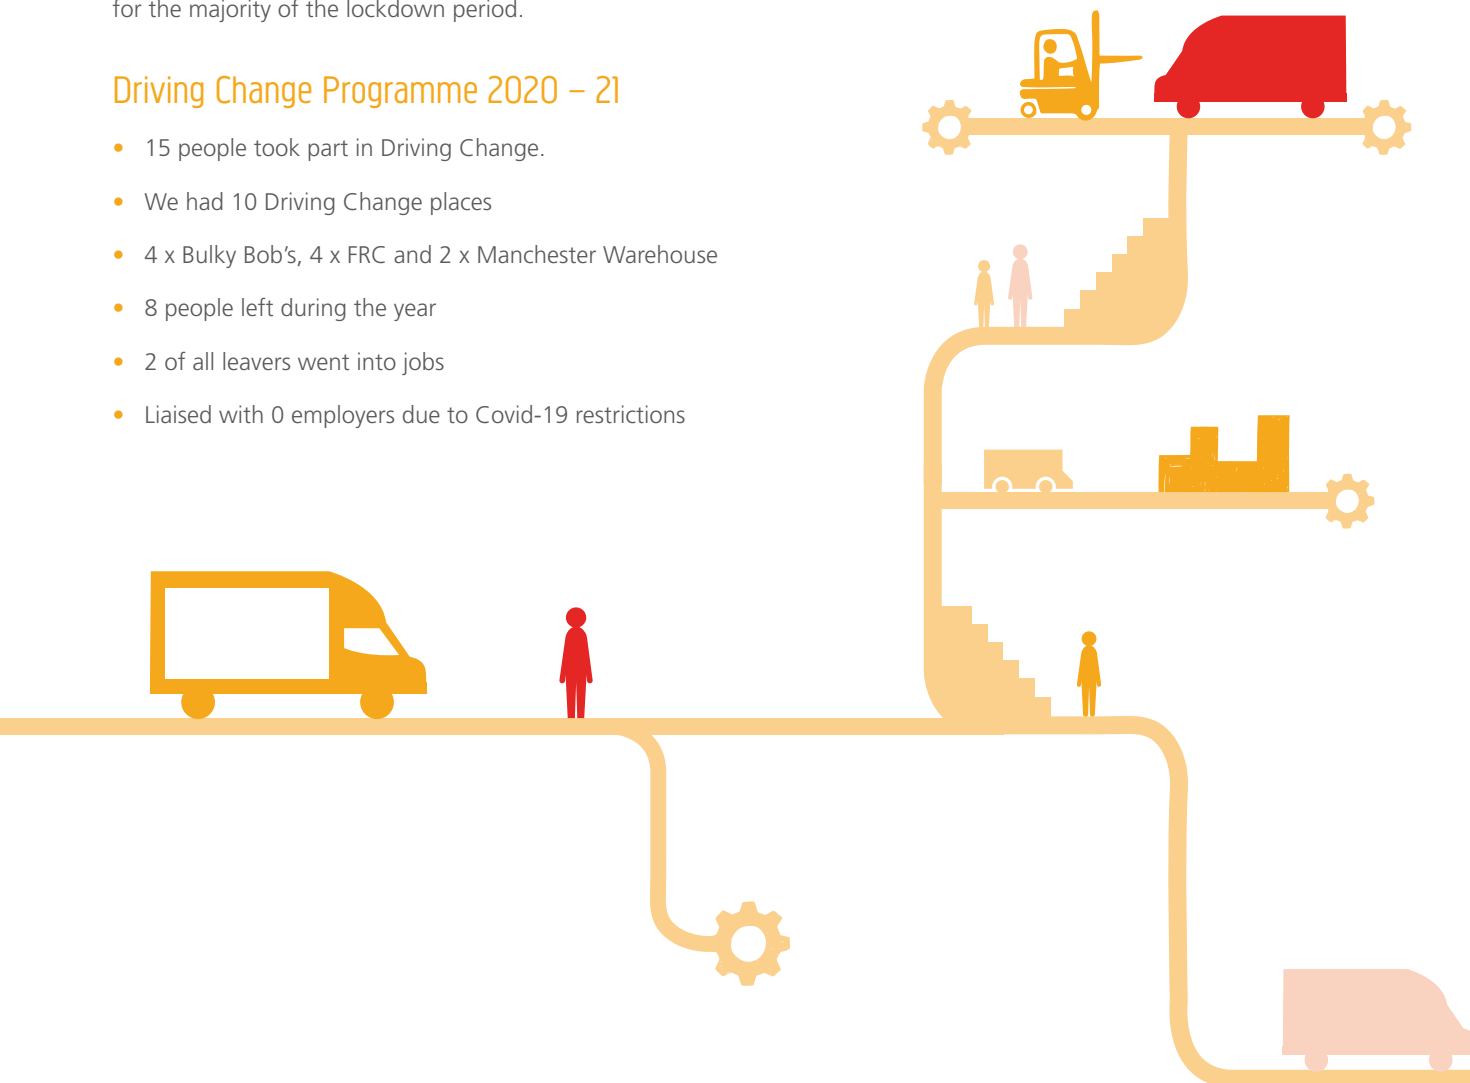 for the majority of the lockdown period.
Driving Change Programme 2020 – 21
• 15 people took part in Driving Change.
• We had 10 Driving Change places
• 4 x Bulky Bob’s, 4 x FRC and 2 x Manchester Warehouse
• 8 people left during the year
• 2 of all leavers went into jobs
• Liaised with 0 employers due to Covid-19 restrictions